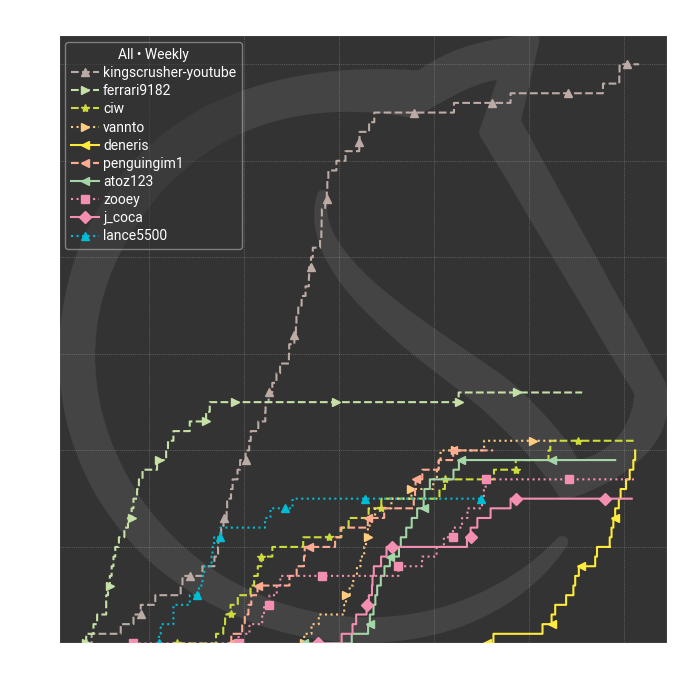 All • Weekly
kingscrusher-youtube
ferrari9182
ciw
vannto
deneris
penguingim1
atoz123
zooey
j_coca
lance5500